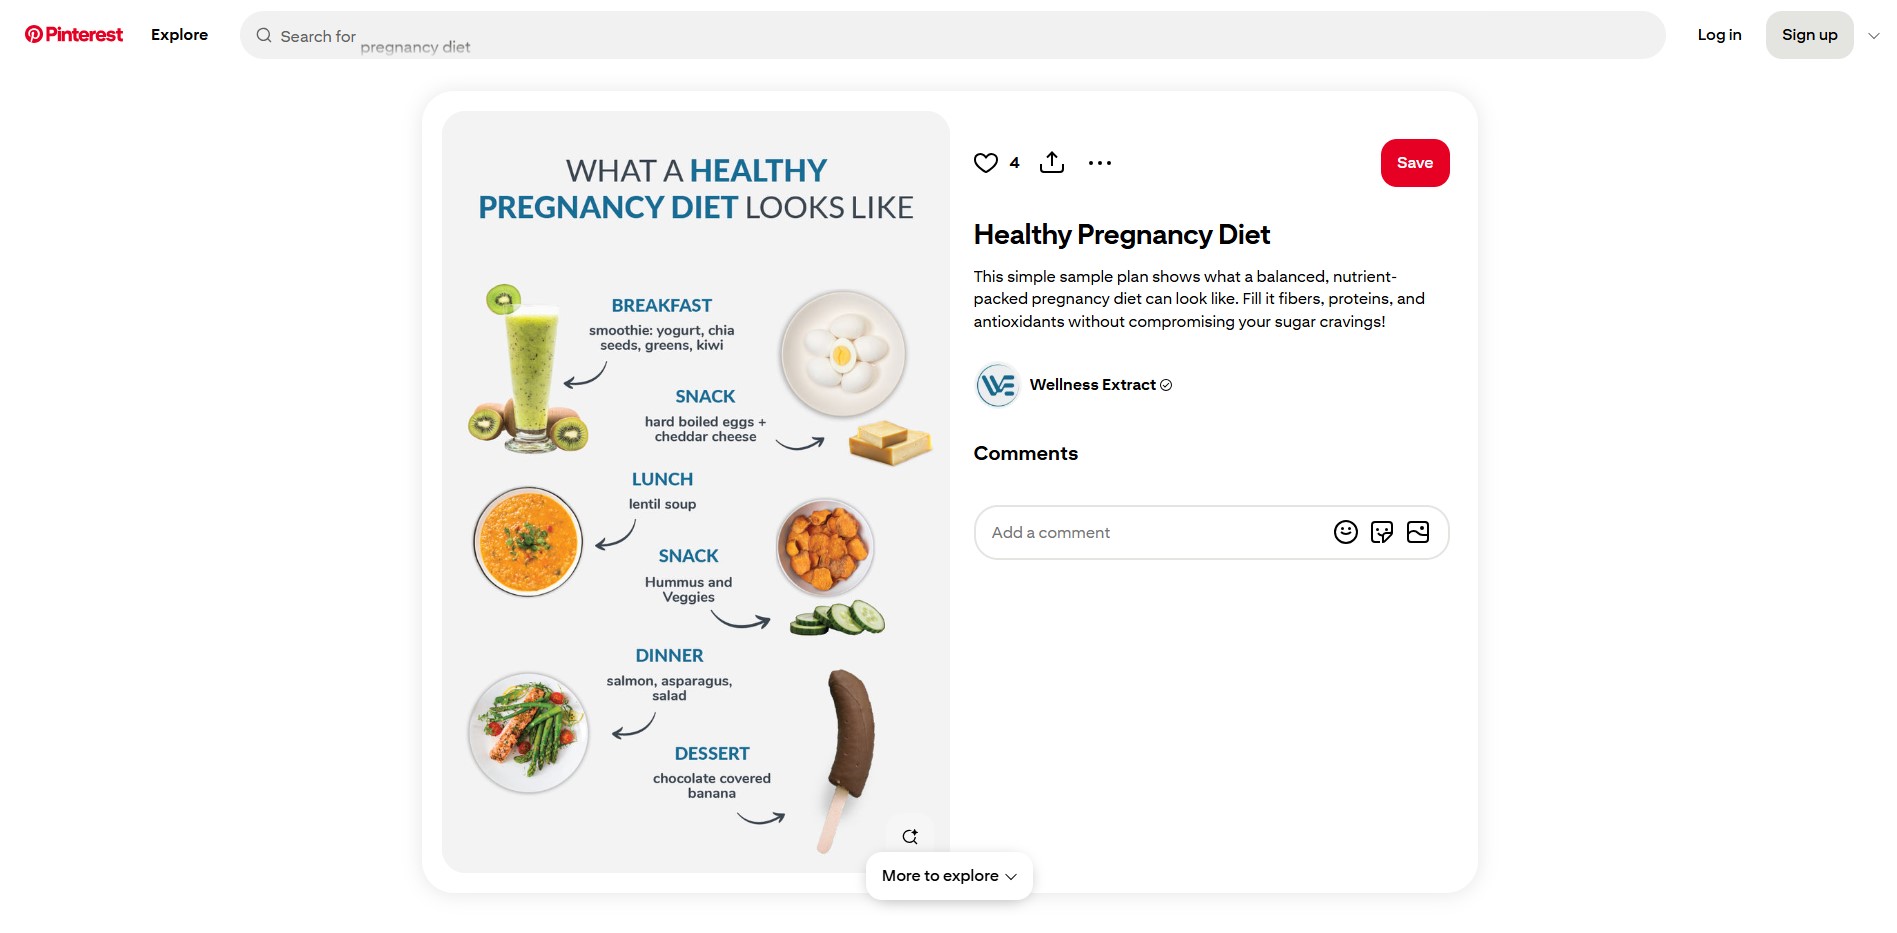 Pinterest
Explore
Search for
pregnancy diet
Log in
Sign up
WHAT A HEALTHY
PREGNANCY DIET LOOKS LIKE
BREAKFAST
smoothie: yogurt, chia
seeds, greens, kiwi
SNACK
hard boiled eggs +
cheddar cheese
LUNCH
lentil soup
SNACK
Hummus and
Veggies
DINNER
salmon, asparagus,
salad
DESSERT
chocolate covered
banana
4
Save
Healthy Pregnancy Diet
This simple sample plan shows what a balanced, nutrient-
packed pregnancy diet can look like. Fill it fibers, proteins, and
antioxidants without compromising your sugar cravings!
WE
Wellness Extract
Comments
Add a comment
More to explore